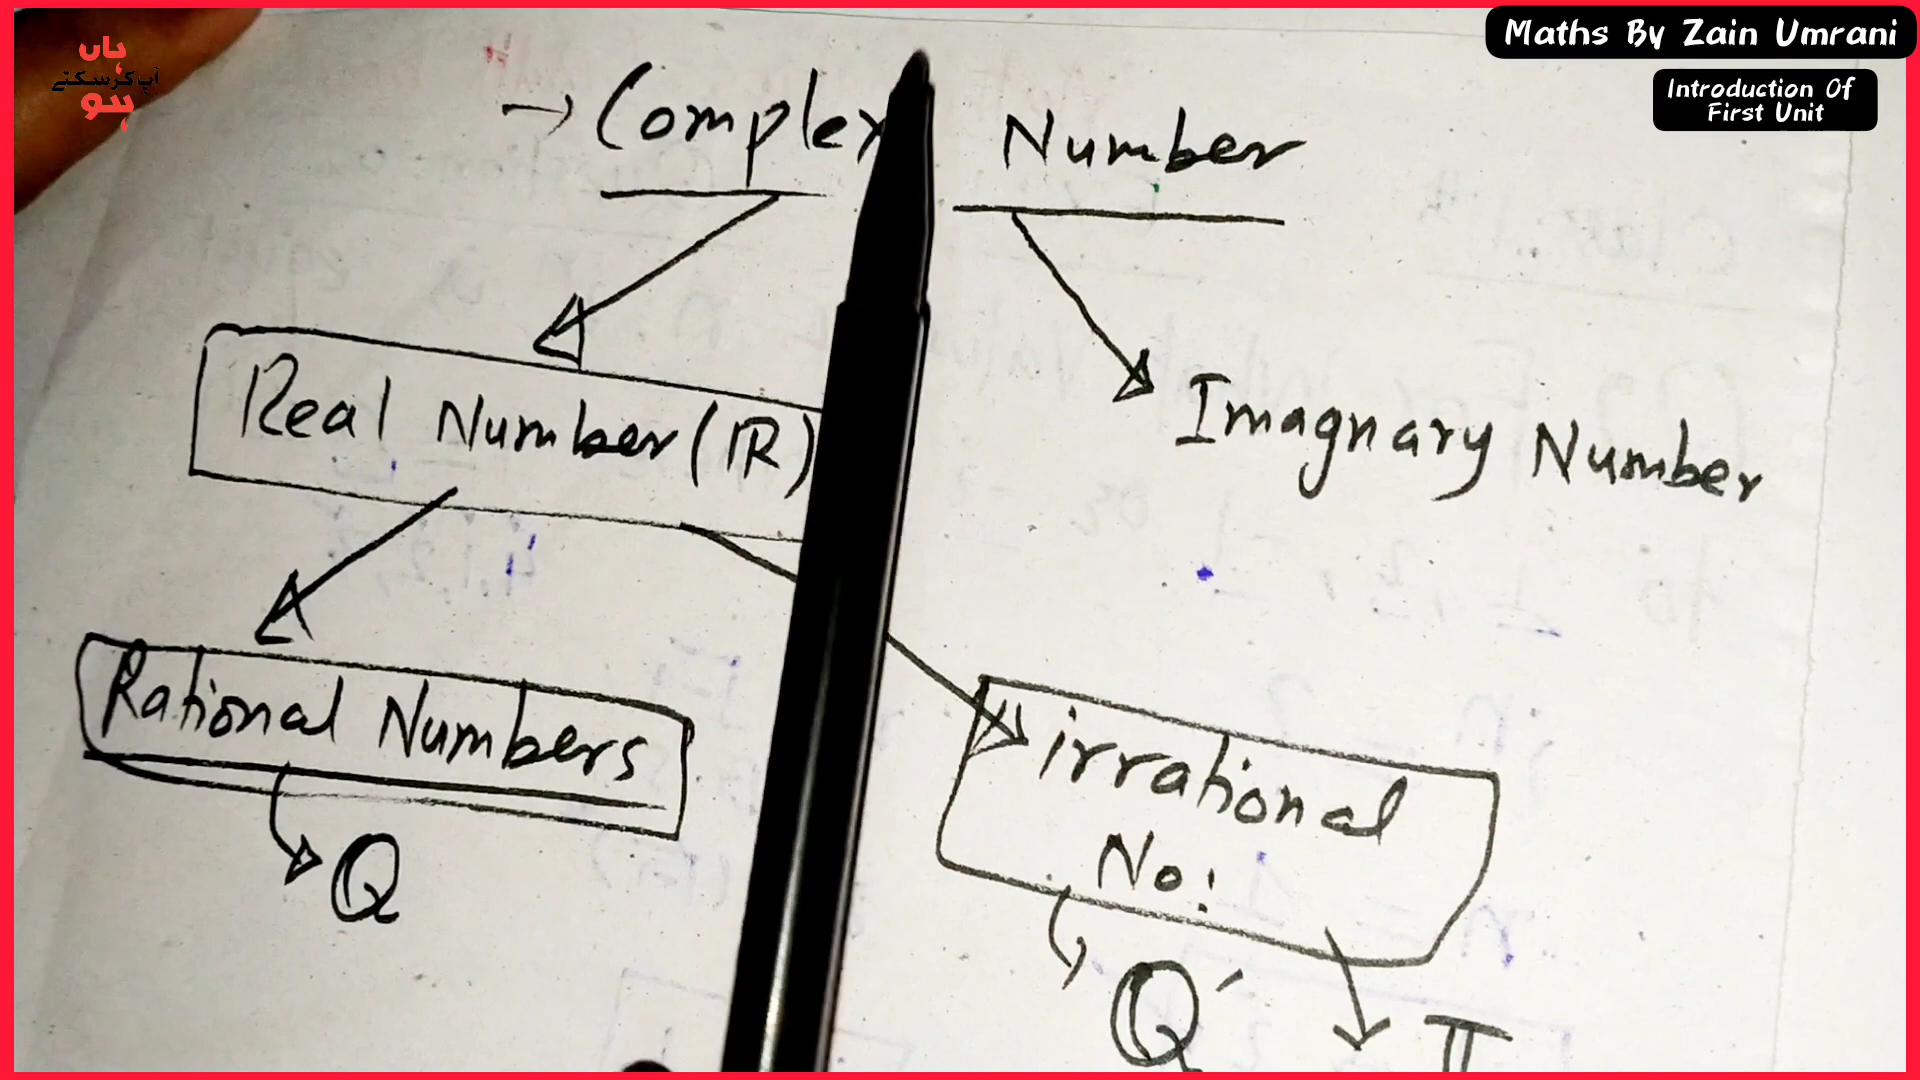 Maths By Zain Umrani
Introduction Of
First Unit
ہاں
آپ کر سکتے
ہو
→ Complex Number
Real Number (IR)
Imagnary Number
Rational Numbers
irrational
No:
Q
Q′